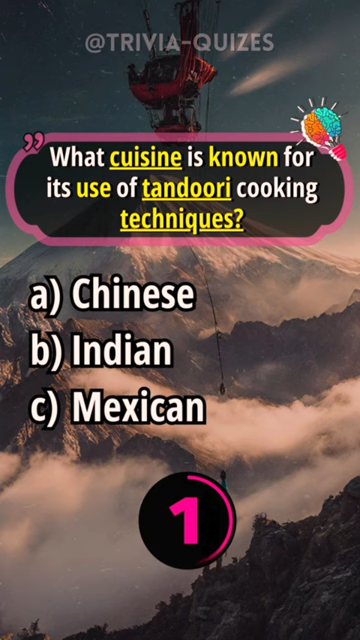 @TRIVIA-QUIZES
” What cuisine is known for
its use of tandoori cooking
techniques?
a) Chinese
b) Indian
c) Mexican
1